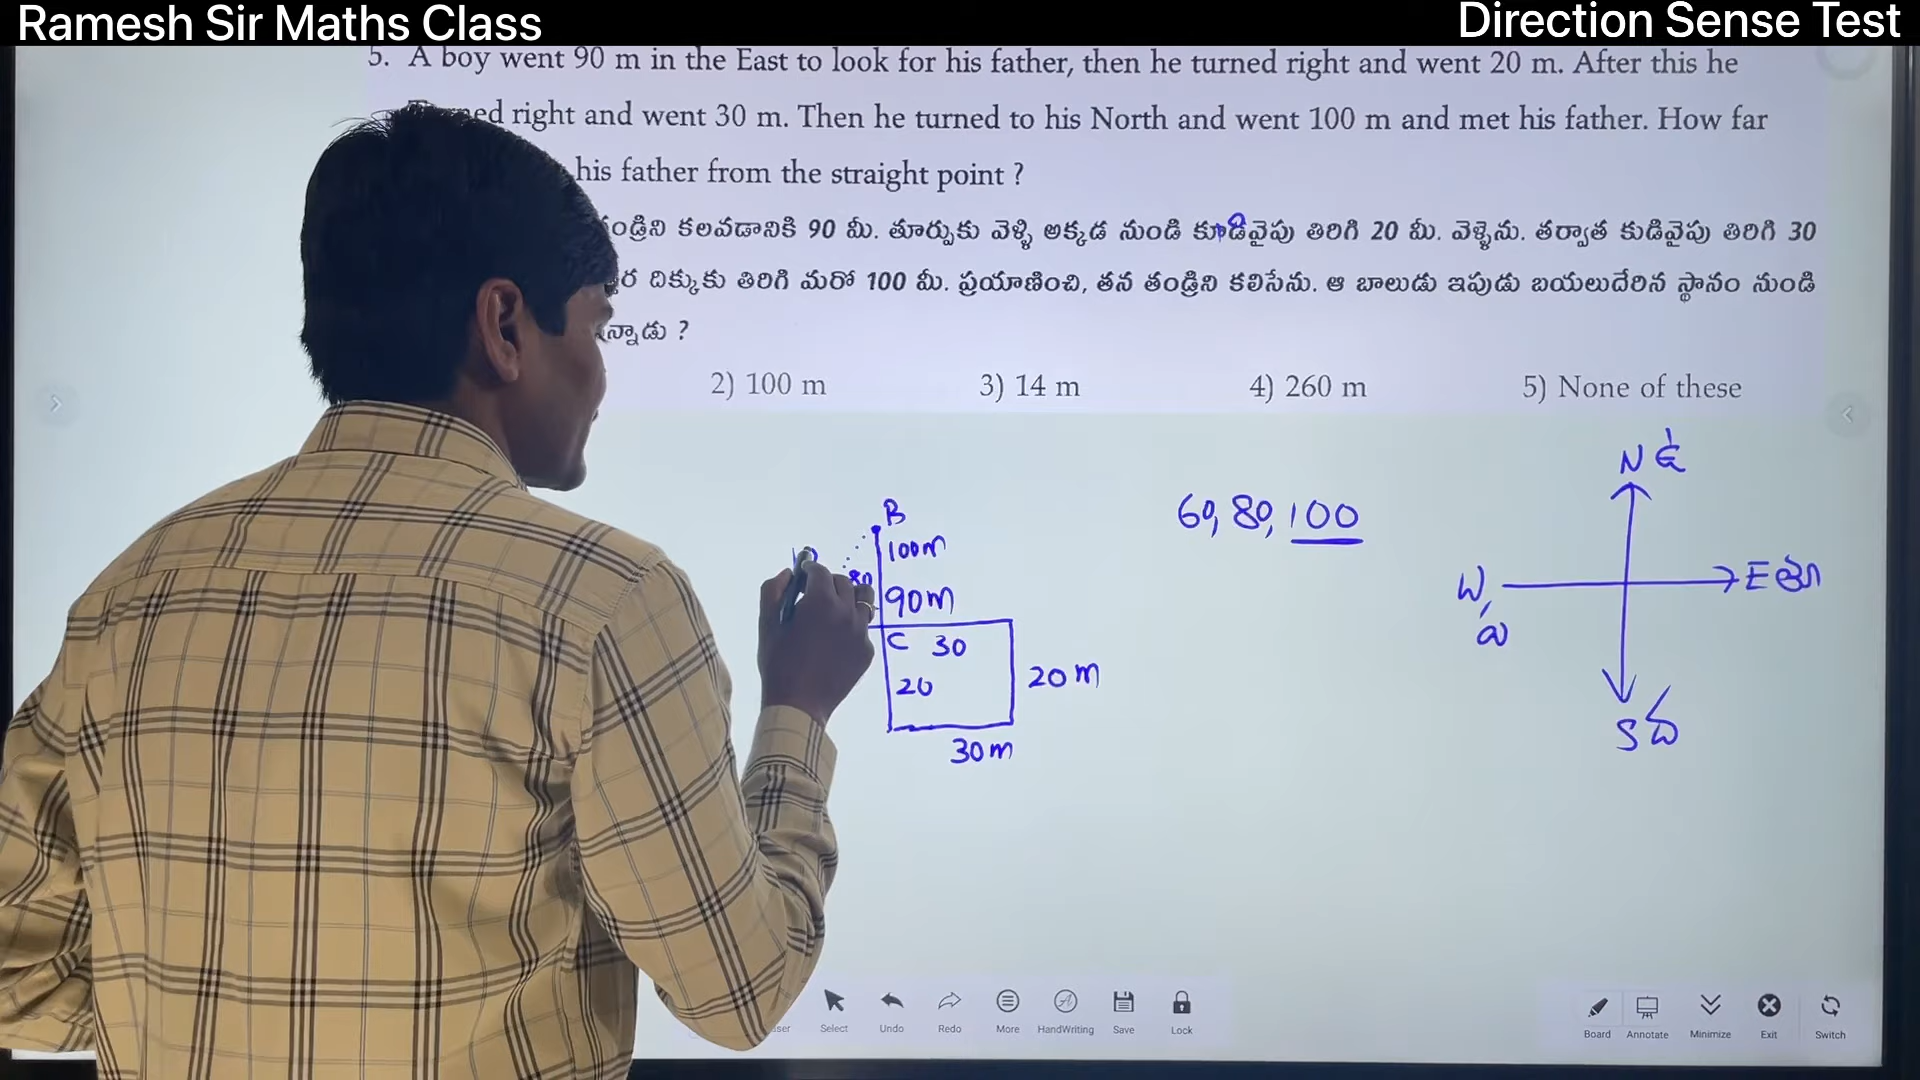 Ramesh Sir Maths Class
Direction Sense Test
5. A boy went 90 m in the East to look for his father, then he turned right and went 20 m. After this he
right and went 30 m. Then he turned to his North and went 100 m and met his father. How far
his father from the straight point ?
కలవడానికి 90 మీ. తూర్పుకు వెళ్ళి అక్కడ నుండి కూడివైపు తిరిగి 20 మీ. వెళ్ళెను. తర్వాత కుడివైపు తిరిగి 30
దిక్కుకు తిరిగి మరో 100 మీ. ప్రయాణించి, తన తండ్రిని కలిసేను. ఆ బాలుడు ఇపుడు బయలుదేరిన స్థానం నుండి
?
2) 100 m 3) 14 m 4) 260 m 5) None of these
N ఉ
B
100m
60, 80, 100
80
90m
W, ప
E తూ
C 30
20
20 m
30 m
S ద
Select Undo Redo More HandWriting Save Lock
Board Annotate Minimize Exit Switch